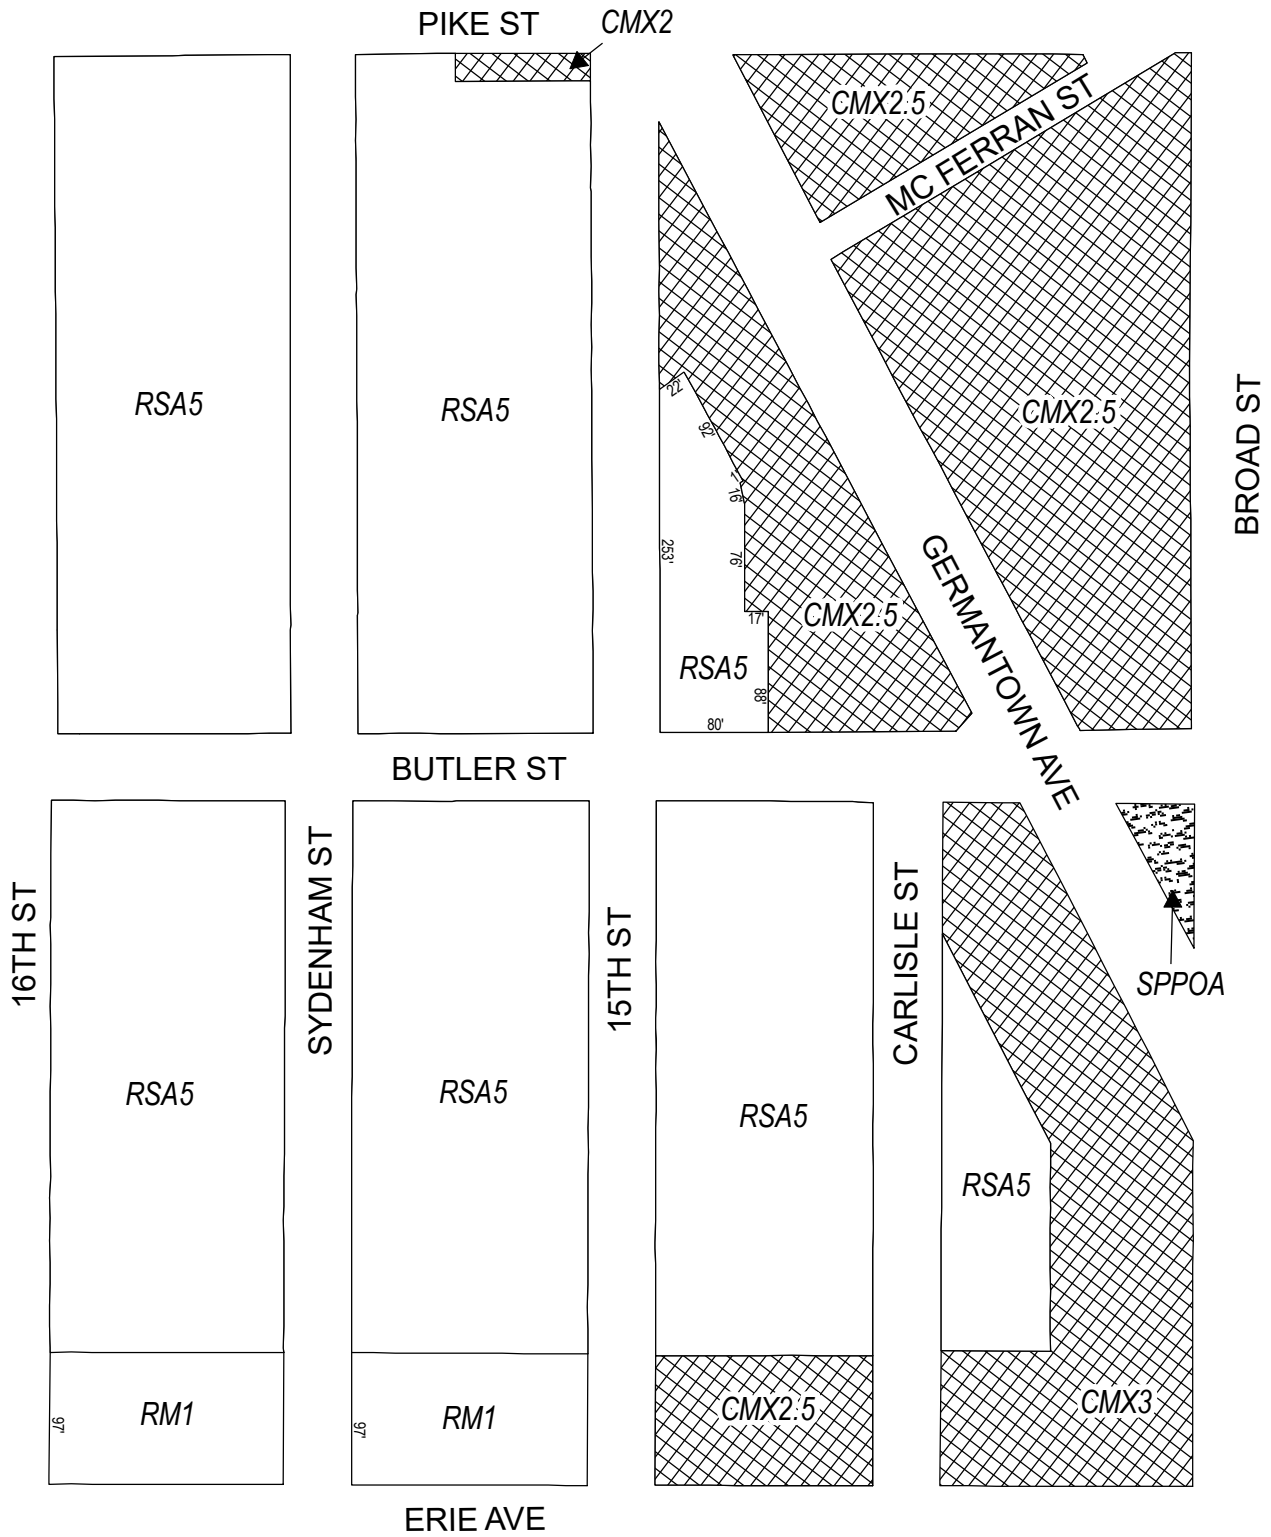 PIKE ST
CMX2
CMX2.5
MC FERRAN ST
RSA5
RSA5
CMX2.5
BROAD ST
22'
92'
16'
253'
76'
GERMANTOWN AVE
CMX2.5
17'
RSA5
88'
80'
BUTLER ST
16TH ST
SYDENHAM ST
15TH ST
CARLISLE ST
SPPOA
RSA5
RSA5
RSA5
RSA5
97'
RM1
97'
RM1
CMX2.5
CMX3
ERIE AVE